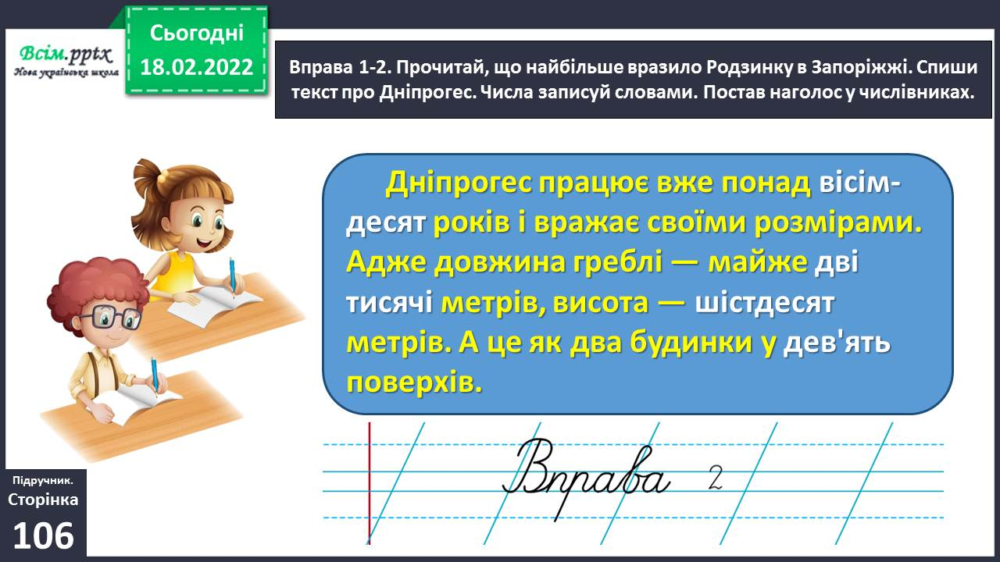 Всім.pptx
Нова українська школа
Сьогодні
18.02.2022
Вправа 1-2. Прочитай, що найбільше вразило Родзинку в Запоріжжі. Спиши
текст про Дніпрогес. Числа записуй словами. Постав наголос у числівниках.
Дніпрогес працює вже понад вісім-
десят років і вражає своїми розмірами.
Адже довжина греблі — майже дві
тисячі метрів, висота — шістдесят
метрів. А це як два будинки у дев'ять
поверхів.
Вправа 2
Підручник.
Сторінка
106